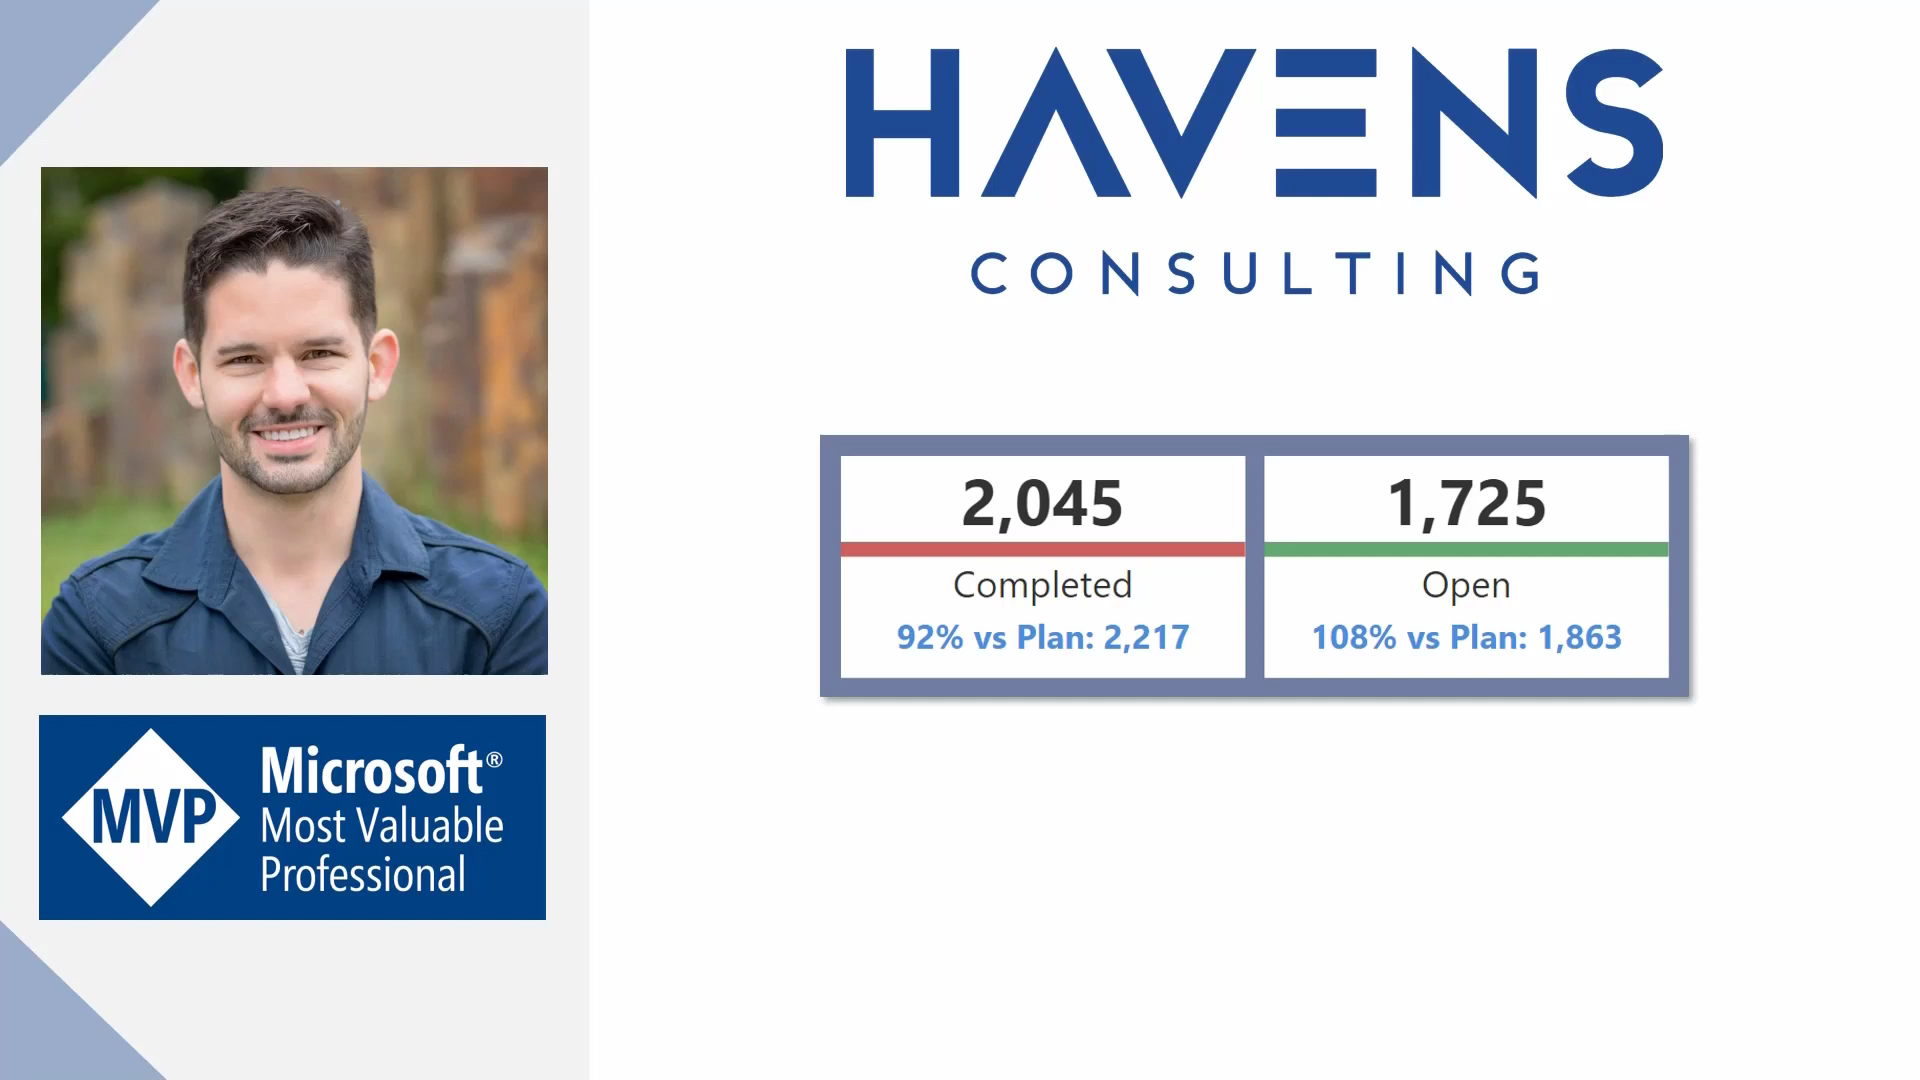 HAVENS
CONSULTING
2,045
Completed
92% vs Plan: 2,217
1,725
Open
108% vs Plan: 1,863
MVP
Microsoft®
Most Valuable
Professional